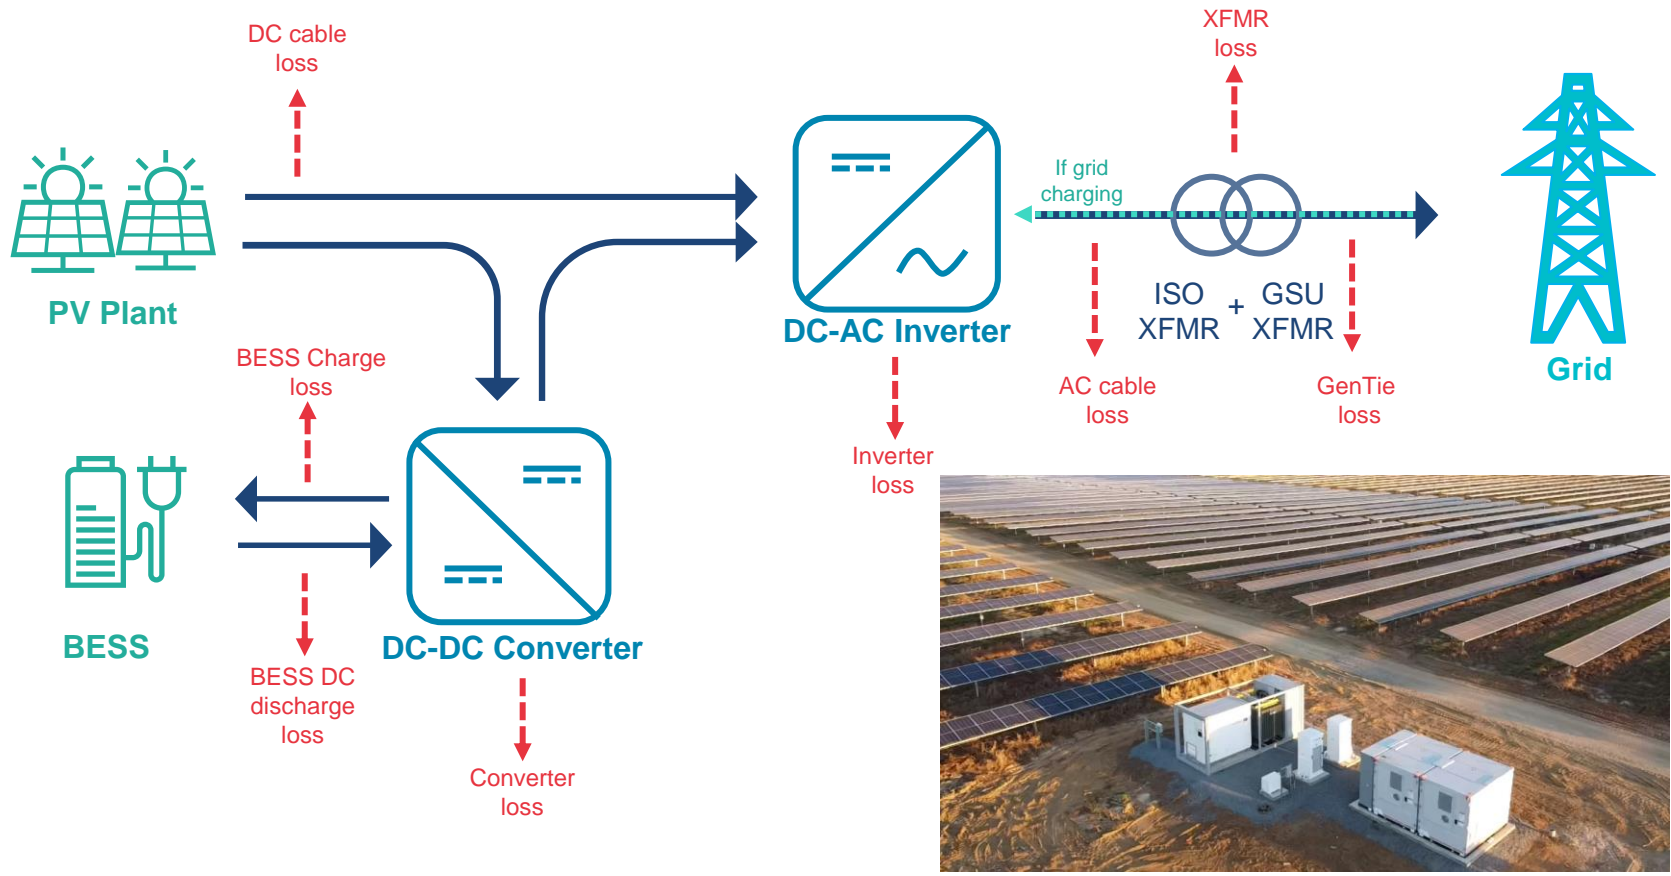 DC cable
loss
XFMR
loss
If grid
charging
PV Plant
DC-AC Inverter
ISO
XFMR
+
GSU
XFMR
Grid
BESS Charge
loss
AC cable
loss
GenTie
loss
Inverter
loss
BESS
DC-DC Converter
BESS DC
discharge
loss
Converter
loss